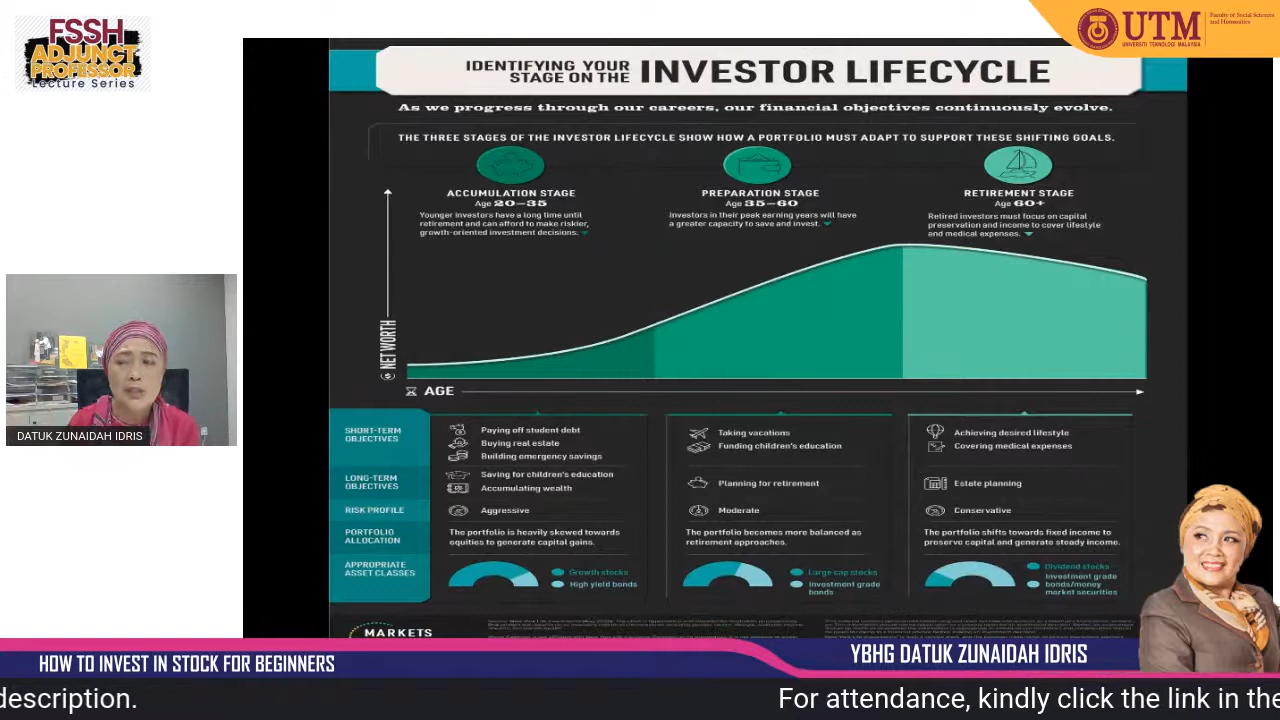 FSSH
ADJUNCT
PROFESSOR
Lecture Series
UTM
UNIVERSITI TEKNOLOGI MALAYSIA
Faculty of Social Sciences
and Humanities
IDENTIFYING YOUR
STAGE ON THE
INVESTOR LIFECYCLE
As we progress through our careers, our financial objectives continuously evolve.
THE THREE STAGES OF THE INVESTOR LIFECYCLE SHOW HOW A PORTFOLIO MUST ADAPT TO SUPPORT THESE SHIFTING GOALS.
ACCUMULATION STAGE
Age 20–35
Younger investors have a long time until
retirement and can afford to make riskier,
growth-oriented investment decisions.
PREPARATION STAGE
Age 35–60
Investors in their peak earning years will have
a greater capacity to save and invest.
RETIREMENT STAGE
Age 60+
Retired investors must focus on capital
preservation and income to cover lifestyle
and medical expenses.
NET WORTH
AGE
SHORT-TERM
OBJECTIVES
Paying off student debt
Buying real estate
Building emergency savings
Taking vacations
Funding children's education
Achieving desired lifestyle
Covering medical expenses
LONG-TERM
OBJECTIVES
Saving for children's education
Accumulating wealth
Planning for retirement
Estate planning
RISK PROFILE
Aggressive
Moderate
Conservative
PORTFOLIO
ALLOCATION
The portfolio is heavily skewed towards
equities to generate capital gains.
The portfolio becomes more balanced as
retirement approaches.
The portfolio shifts towards fixed income to
preserve capital and generate steady income.
APPROPRIATE
ASSET CLASSES
Growth stocks
High yield bonds
Large cap stocks
Investment grade
bonds
Dividend stocks
Investment grade
bonds/money
market securities
MARKETS
DATUK ZUNAIDAH IDRIS
HOW TO INVEST IN STOCK FOR BEGINNERS
YBHG DATUK ZUNAIDAH IDRIS
description.
For attendance, kindly click the link in the